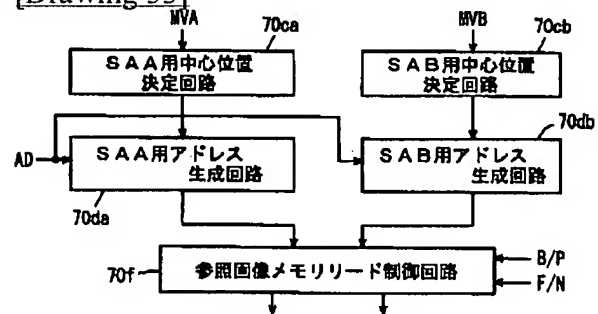 MVA
70ca
MVB
70cb
SAA用中心位置
決定回路
SAB用中心位置
決定回路
70db
AD
SAA用アドレス
生成回路
SAB用アドレス
生成回路
70da
70f
参照画像メモリリード制御回路
B/P
F/N